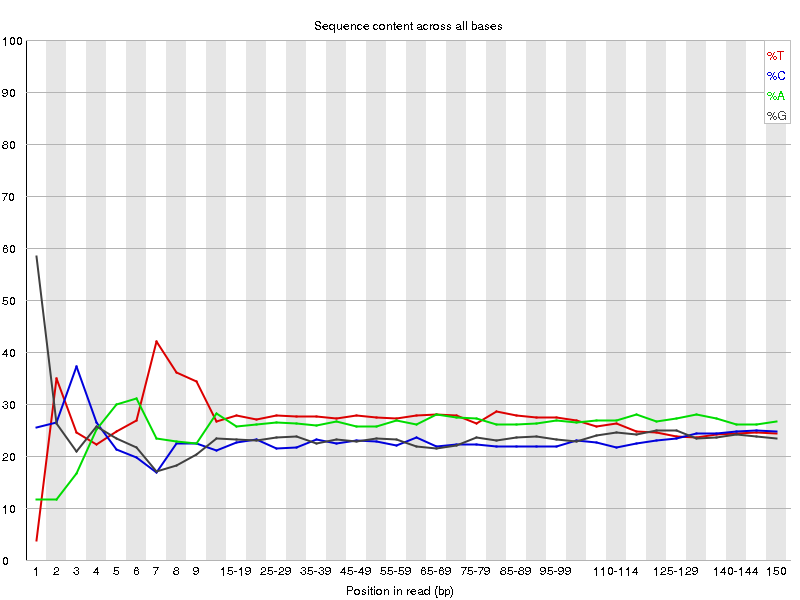 Sequence content across all bases
100
90
80
70
60
50
40
30
20
10
0
%T
%C
%A
%G
1 2 3 4 5 6 7 8 9 15-19 25-29 35-39 45-49 55-59 65-69 75-79 85-89 95-99 110-114 125-129 140-144 150
Position in read (bp)